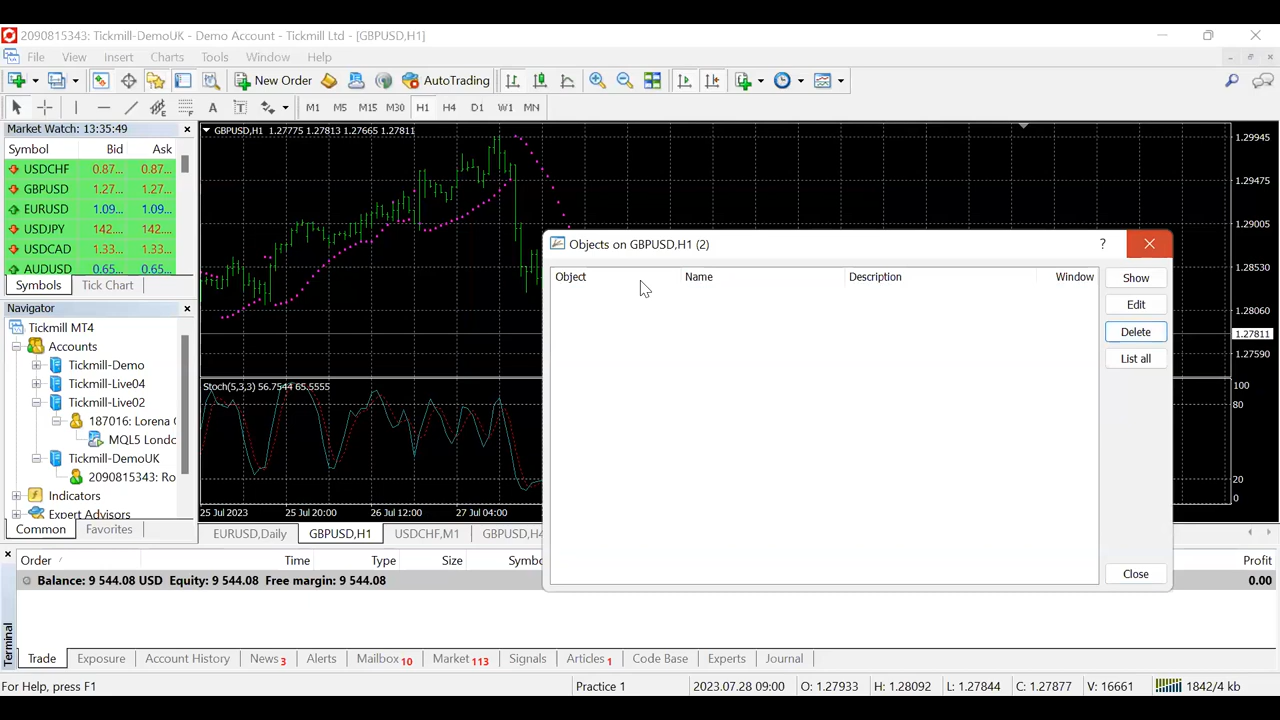 2090815343: Tickmill-DemoUK - Demo Account - Tickmill Ltd - [GBPUSD,H1]
File View Insert Charts Tools Window Help
New Order AutoTrading
A T M1 M5 M15 M30 H1 H4 D1 W1 MN
Market Watch: 13:35:49
Symbol Bid Ask
USDCHF 0.87... 0.87...
GBPUSD 1.27... 1.27...
EURUSD 1.09... 1.09...
USDJPY 142.... 142....
USDCAD 1.33... 1.33...
AUDUSD 0.65... 0.65...
Symbols Tick Chart
Navigator
Tickmill MT4
Accounts
Tickmill-Demo
Tickmill-Live04
Tickmill-Live02
187016: Lorena
MQL5 Londo
Tickmill-DemoUK
2090815343: Ro
Indicators
Expert Advisors
Common Favorites
GBPUSD,H1 1.27775 1.27813 1.27665 1.27811
1.29945
1.29475
1.29005
1.28530
1.28060
1.27811
1.27590
Stoch(5,3,3) 56.7544 65.5555
100
80
20
0
25 Jul 2023 25 Jul 20:00 26 Jul 12:00 27 Jul 04:00
EURUSD,Daily GBPUSD,H1 USDCHF,M1 GBPUSD,H4
Objects on GBPUSD,H1 (2)
?
Object Name Description Window
Show
Edit
Delete
List all
Close
Order / Time Type Size Symbo Profit
Balance: 9 544.08 USD Equity: 9 544.08 Free margin: 9 544.08 0.00
Terminal
Trade Exposure Account History News 3 Alerts Mailbox 10 Market 113 Signals Articles 1 Code Base Experts Journal
For Help, press F1 Practice 1 2023.07.28 09:00 O: 1.27933 H: 1.28092 L: 1.27844 C: 1.27877 V: 16661 1842/4 kb